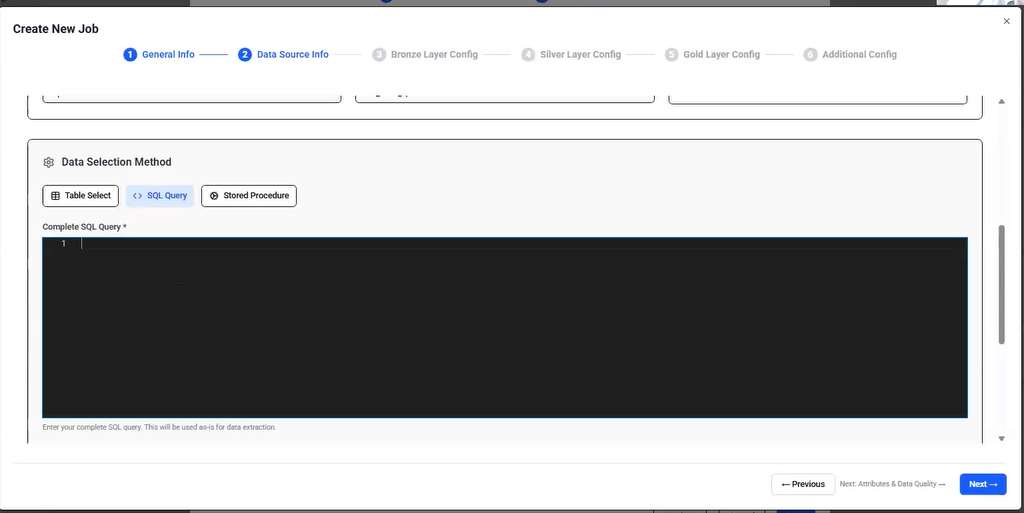 Create New Job
1 General Info
2 Data Source Info
3 Bronze Layer Config
4 Silver Layer Config
5 Gold Layer Config
6 Additional Config
Data Selection Method
Table Select
SQL Query
Stored Procedure
Complete SQL Query *
1
Enter your complete SQL query. This will be used as-is for data extraction.
← Previous
Next: Attributes & Data Quality →
Next →